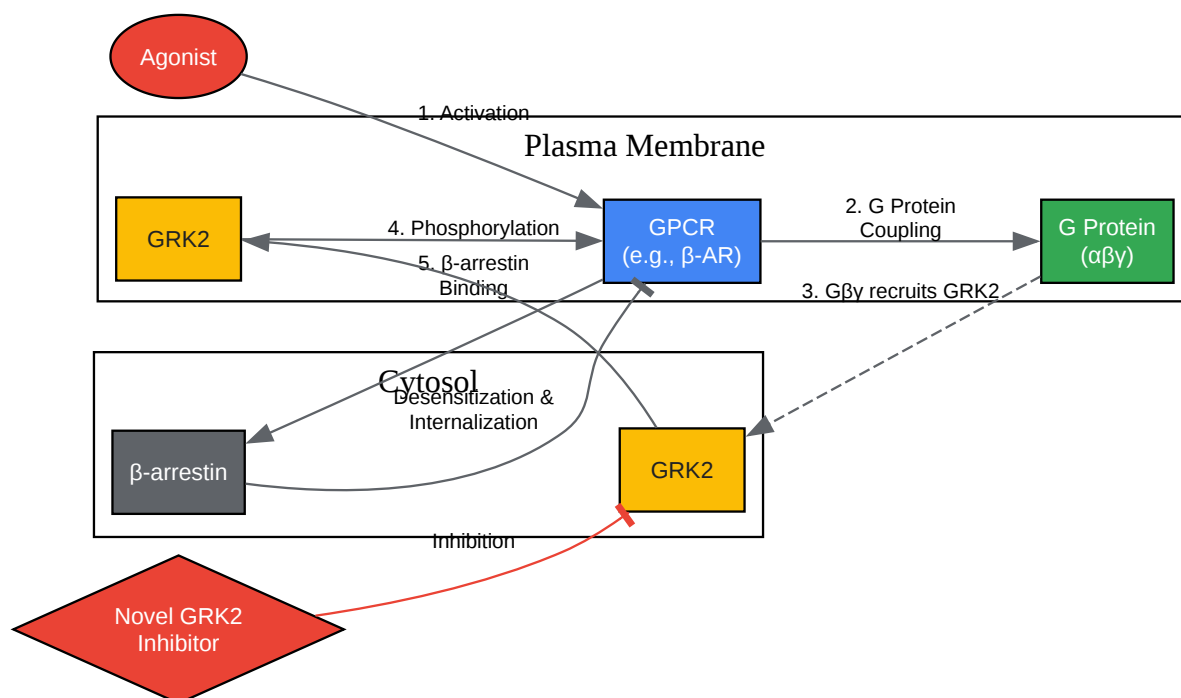 Agonist
1. Activation
Plasma Membrane
GRK2
4. Phosphorylation
GPCR
(e.g., β-AR)
2. G Protein
Coupling
G Protein
(αβγ)
5. β-arrestin
Binding
3. Gβγ recruits GRK2
Cytosol
Desensitization &
Internalization
β-arrestin
GRK2
Inhibition
Novel GRK2
Inhibitor